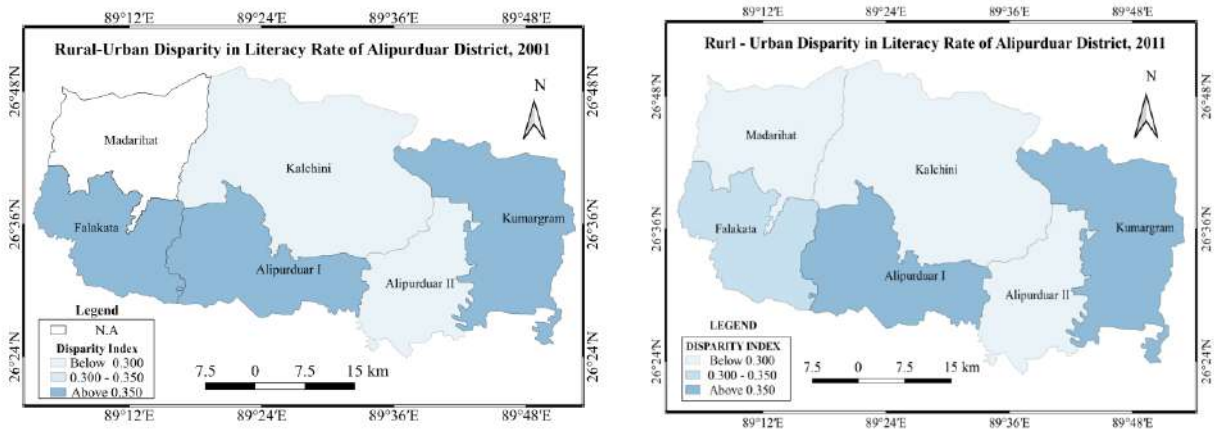 89°12′E 89°24′E 89°36′E 89°48′E
Rural-Urban Disparity in Literacy Rate of Alipurduar District, 2001
26°48′N 26°48′N
N
Madarihat
Kalchini
26°36′N 26°36′N
Falakata
Kumargram
Alipurduar I
Alipurduar II
Legend
N.A
Disparity Index
Below 0.300
0.300 - 0.350
Above 0.350
26°24′N 26°24′N
7.5 0 7.5 15 km
89°12′E 89°24′E 89°36′E 89°48′E
89°12′E 89°24′E 89°36′E 89°48′E
Rurl - Urban Disparity in Literacy Rate of Alipurduar District, 2011
26°48′N 26°48′N
N
Madarihat
Kalchini
26°36′N 26°36′N
Falakata
Kumargram
Alipurduar I
Alipurduar II
LEGEND
DISPARITY INDEX
Below 0.300
0.300 - 0.350
Above 0.350
26°24′N 26°24′N
7.5 0 7.5 15 km
89°12′E 89°24′E 89°36′E 89°48′E